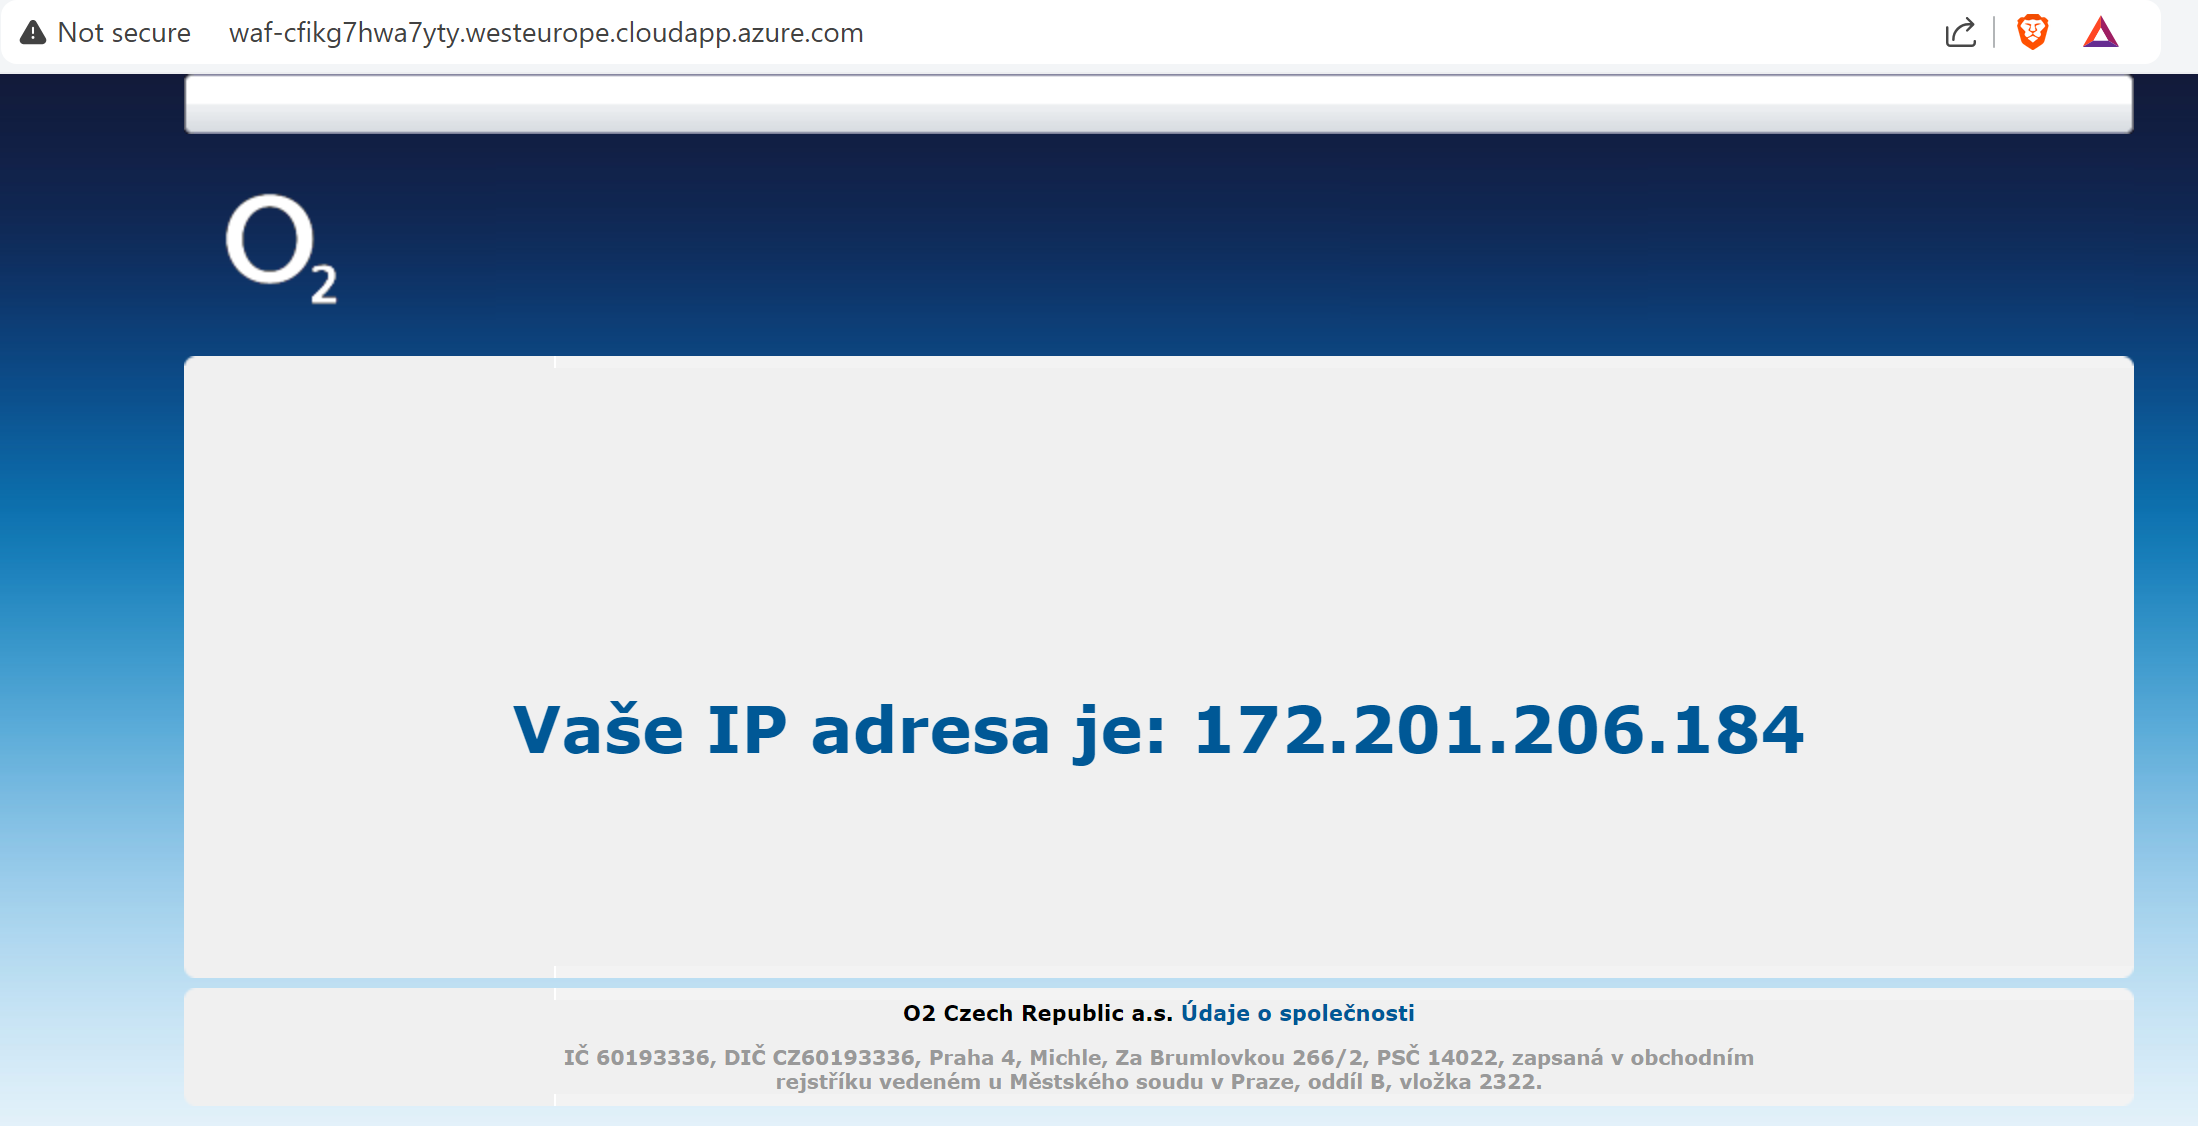 Not secure waf-cfikg7hwa7yty.westeurope.cloudapp.azure.com
O2
Vaše IP adresa je: 172.201.206.184
O2 Czech Republic a.s. Údaje o společnosti
IČ 60193336, DIČ CZ60193336, Praha 4, Michle, Za Brumlovkou 266/2, PSČ 14022, zapsaná v obchodním
rejstříku vedeném u Městského soudu v Praze, oddíl B, vložka 2322.